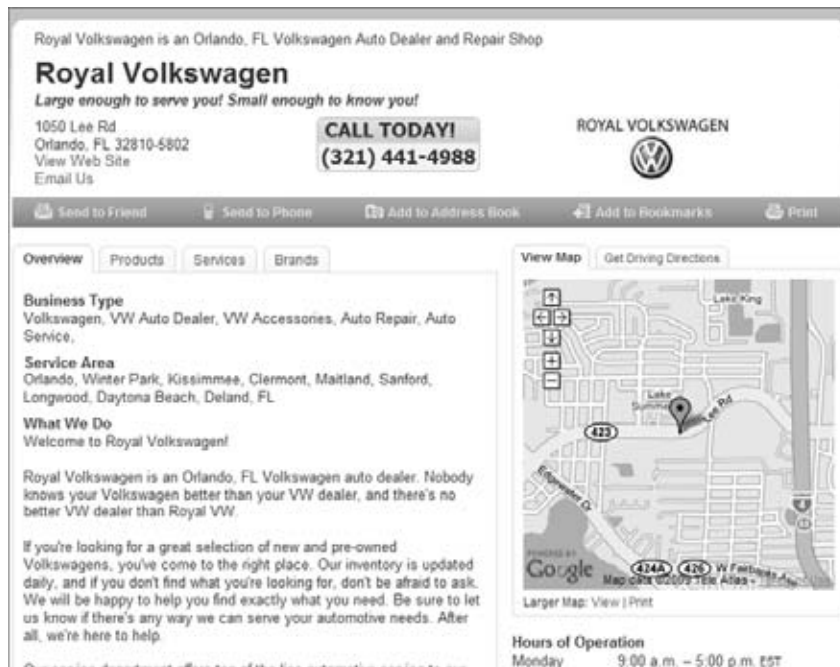 Royal Volkswagen is an Orlando, FL Volkswagen Auto Dealer and Repair Shop
Royal Volkswagen
Large enough to serve you! Small enough to know you!
1050 Lee Rd
Orlando, FL 32810-5802
View Web Site
Email Us
CALL TODAY!
(321) 441-4988
ROYAL VOLKSWAGEN
Send to Friend
Send to Phone
Add to Address Book
Add to Bookmarks
Print
Overview
Products
Services
Brands
Business Type
Volkswagen, VW Auto Dealer, VW Accessories, Auto Repair, Auto
Service,
Service Area
Orlando, Winter Park, Kissimmee, Clermont, Maitland, Sanford,
Longwood, Daytona Beach, Deland, FL
What We Do
Welcome to Royal Volkswagen!
Royal Volkswagen is an Orlando, FL Volkswagen auto dealer. Nobody
knows your Volkswagen better than your VW dealer, and there's no
better VW dealer than Royal VW.
If you're looking for a great selection of new and pre-owned
Volkswagens, you've come to the right place. Our inventory is updated
daily, and if you don't find what you're looking for, don't be afraid to ask.
We will be happy to help you find exactly what you need. Be sure to let
us know if there's any way we can serve your automotive needs. After
all, we're here to help.
View Map
Get Driving Directions
Lake King
Lake
Lee Rd
423
Edgewater Dr
4
424A
426
W Fairbanks Ave
POWERED BY
Google
Map data ©2009 Tele Atlas -
Larger Map: View | Print
Hours of Operation
Monday 9:00 a.m. – 5:00 p.m. EST